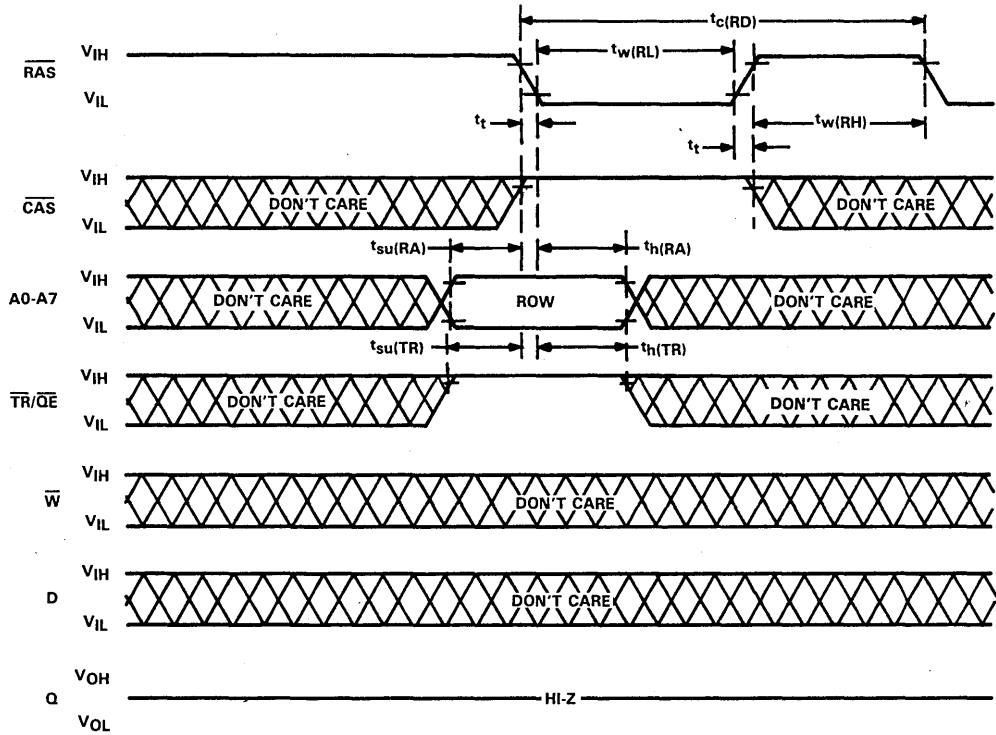 tc(RD)
VIH
RAS
VIL
tw(RL)
tt
tw(RH)
tt
VIH
CAS
VIL
DON'T CARE
DON'T CARE
tsu(RA)
th(RA)
VIH
A0-A7
VIL
DON'T CARE
ROW
DON'T CARE
tsu(TR)
th(TR)
VIH
TR/QE
VIL
DON'T CARE
DON'T CARE
VIH
W
VIL
DON'T CARE
VIH
D
VIL
DON'T CARE
VOH
Q
VOL
HI-Z